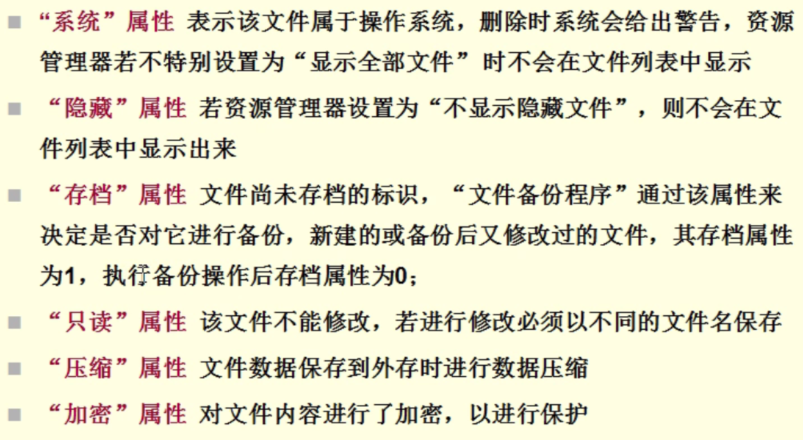 “系统”属性 表示该文件属于操作系统，删除时系统会给出警告，资源
管理器若不特别设置为“显示全部文件” 时不会在文件列表中显示
“隐藏”属性 若资源管理器设置为“不显示隐藏文件”，则不会在文
件列表中显示出来
“存档”属性 文件尚未存档的标识，“文件备份程序”通过该属性来
决定是否对它进行备份，新建的或备份后又修改过的文件，其存档属性
为1，执行备份操作后存档属性为0；
“只读”属性 该文件不能修改，若进行修改必须以不同的文件名保存
“压缩”属性 文件数据保存到外存时进行数据压缩
“加密”属性 对文件内容进行了加密，以进行保护